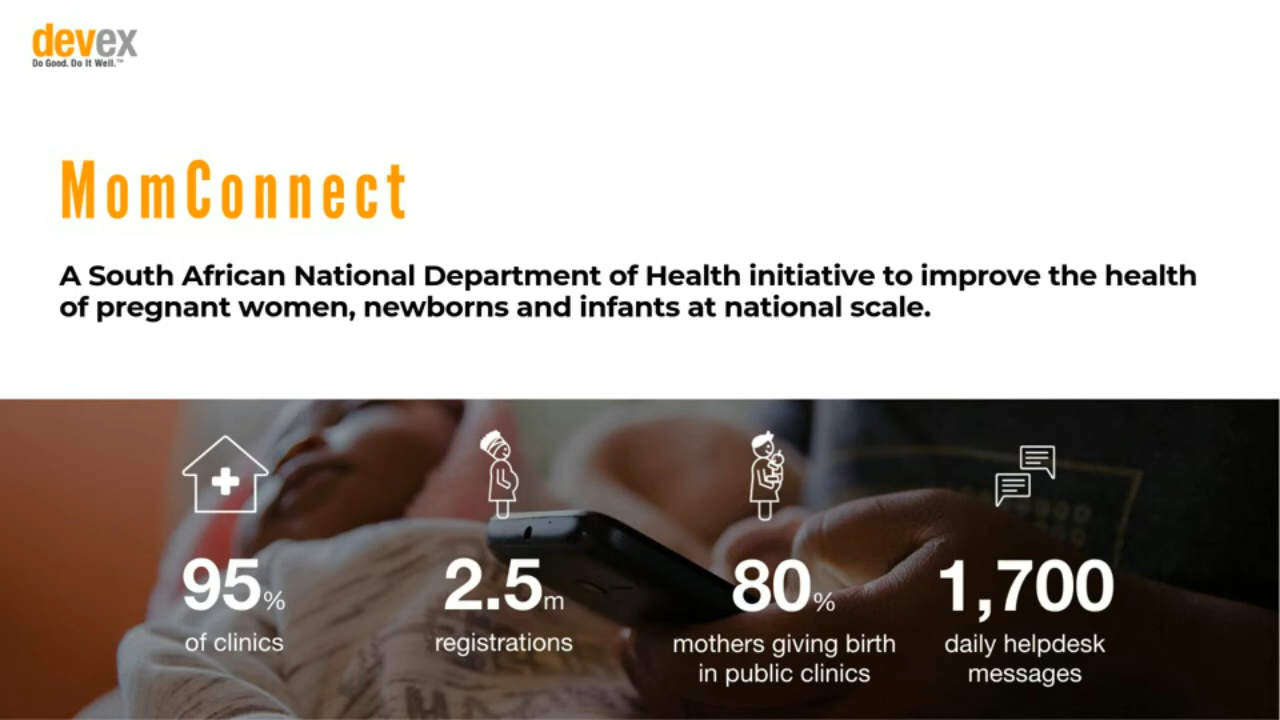 devex
Do Good. Do It Well.™
MomConnect
A South African National Department of Health initiative to improve the health
of pregnant women, newborns and infants at national scale.
95%
of clinics
2.5m
registrations
80%
mothers giving birth
in public clinics
1,700
daily helpdesk
messages